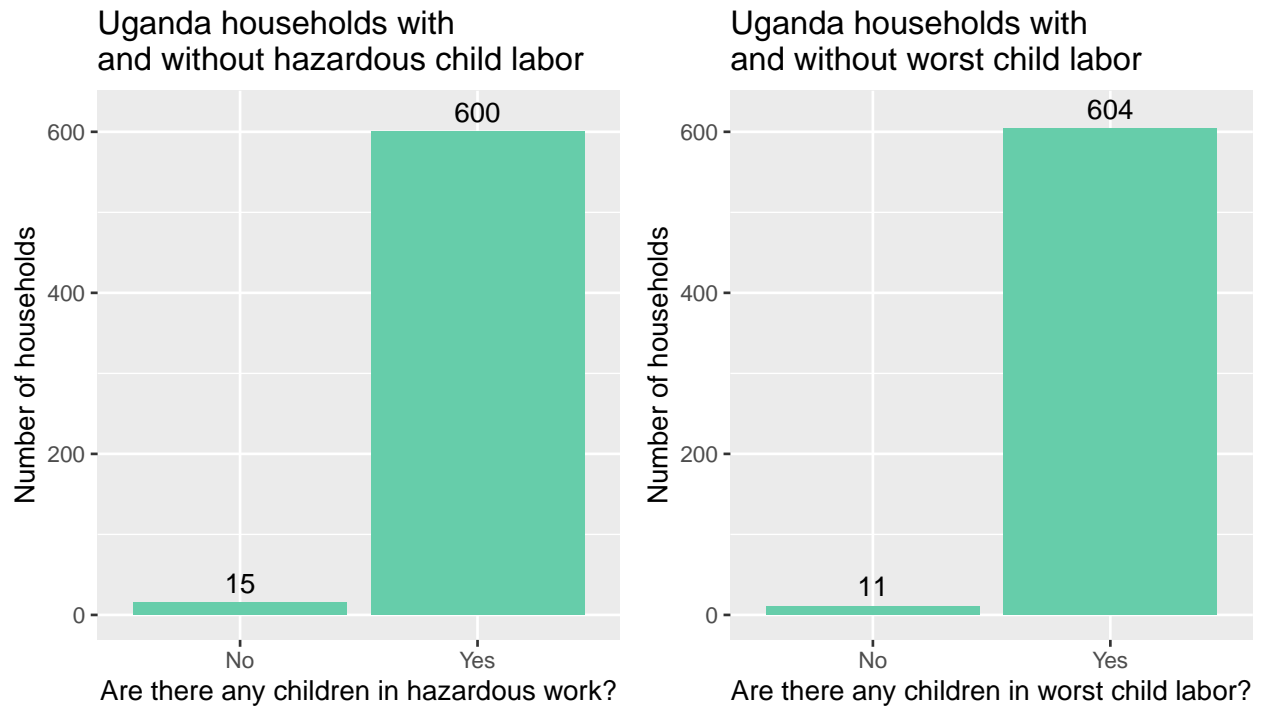 Uganda households with
and without hazardous child labor
Number of households
600
400
200
0
15
600
No
Yes
Are there any children in hazardous work?
Uganda households with
and without worst child labor
Number of households
600
400
200
0
11
604
No
Yes
Are there any children in worst child labor?